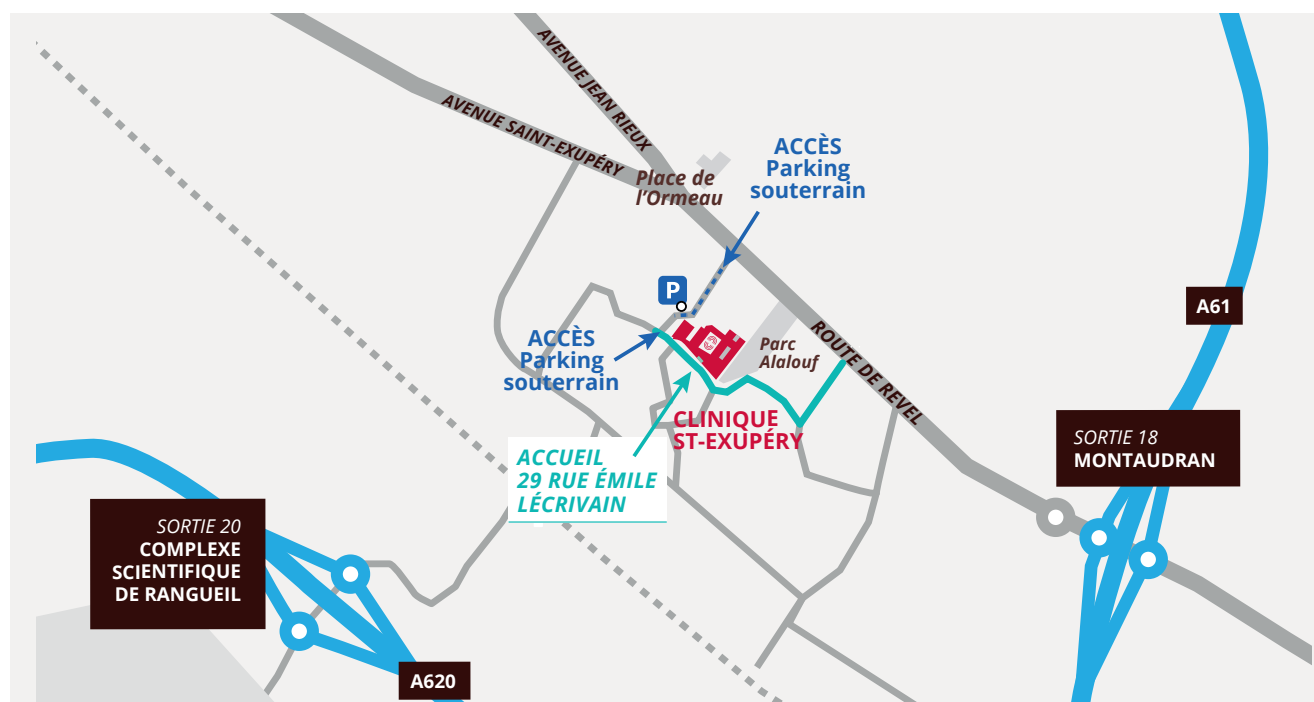 AVENUE JEAN RIEUX
AVENUE SAINT-EXUPÉRY
Place de
l’Ormeau
ACCÈS
Parking
souterrain
P
A61
ACCÈS
Parking
souterrain
Parc
Alalouf
ROUTE DE REVEL
CLINIQUE
ST-EXUPÉRY
ACCUEIL
29 RUE ÉMILE
LÉCRIVAIN
SORTIE 18
MONTAUDRAN
SORTIE 20
COMPLEXE
SCIENTIFIQUE
DE RANGUEIL
A620